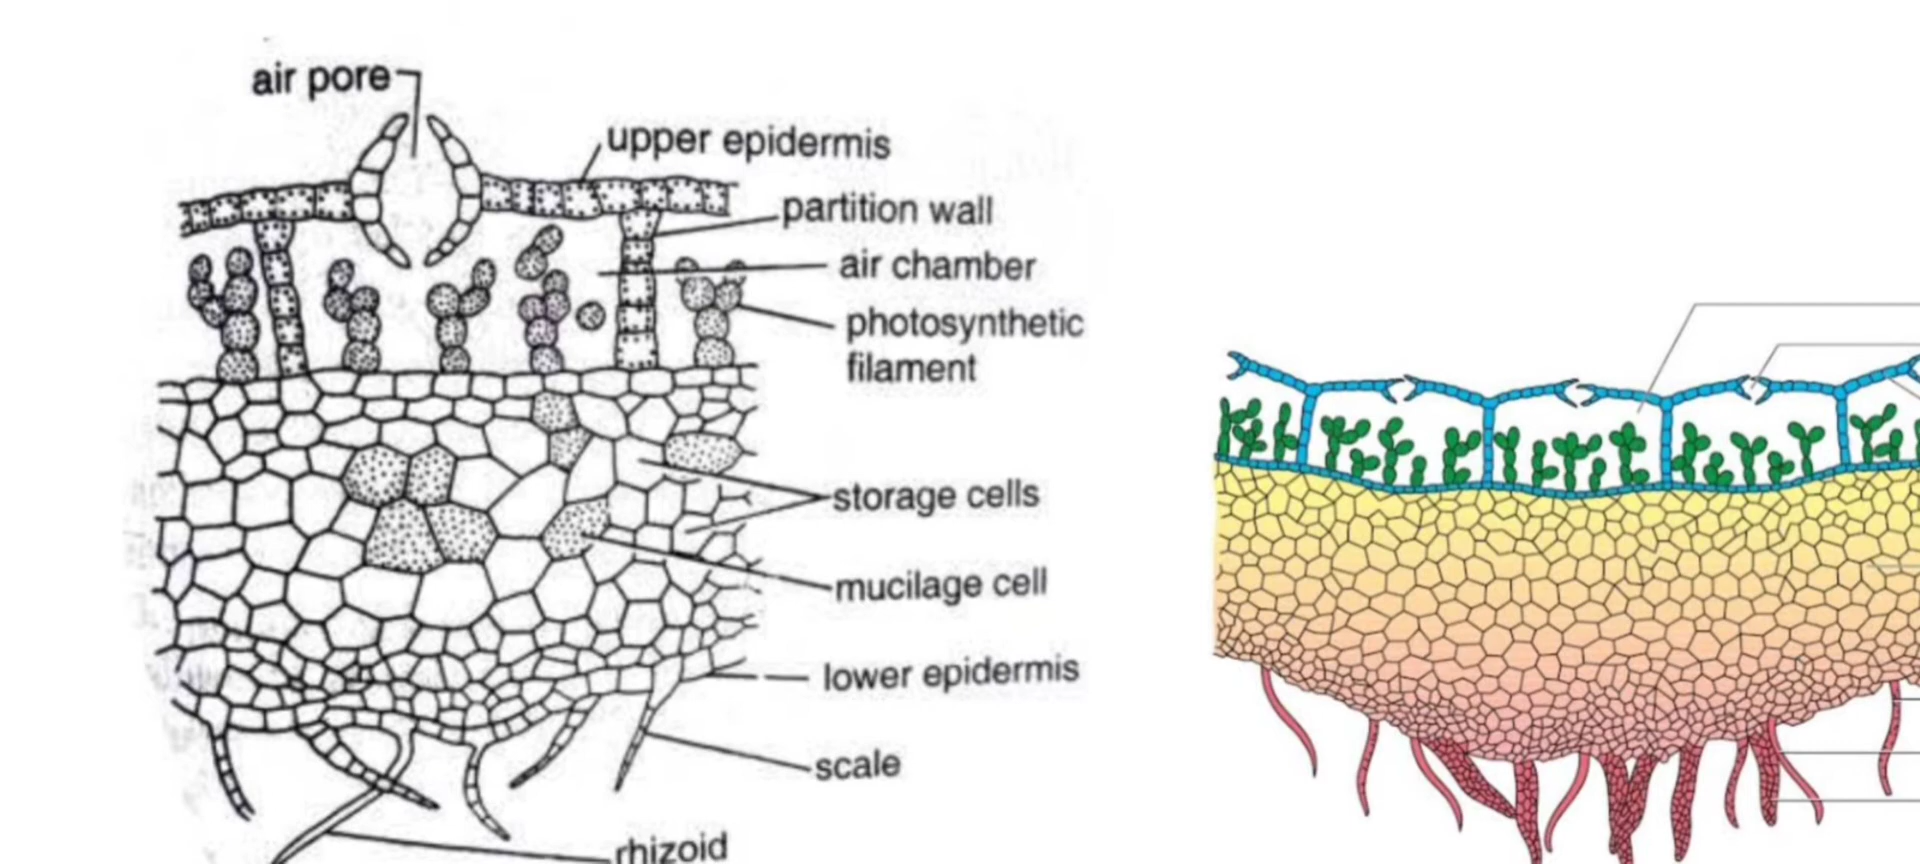 air pore
upper epidermis
partition wall
air chamber
photosynthetic
filament
storage cells
mucilage cell
lower epidermis
scale
rhizoid